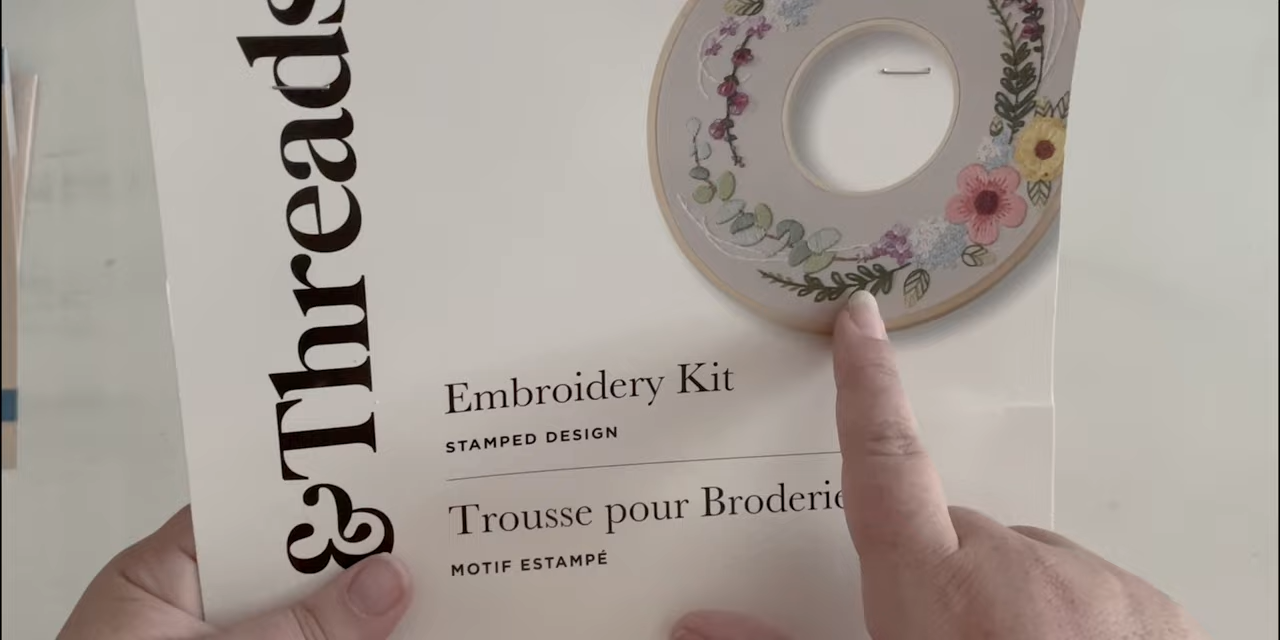 & Threads
Embroidery Kit
STAMPED DESIGN
Trousse pour Broderie
MOTIF ESTAMPÉ